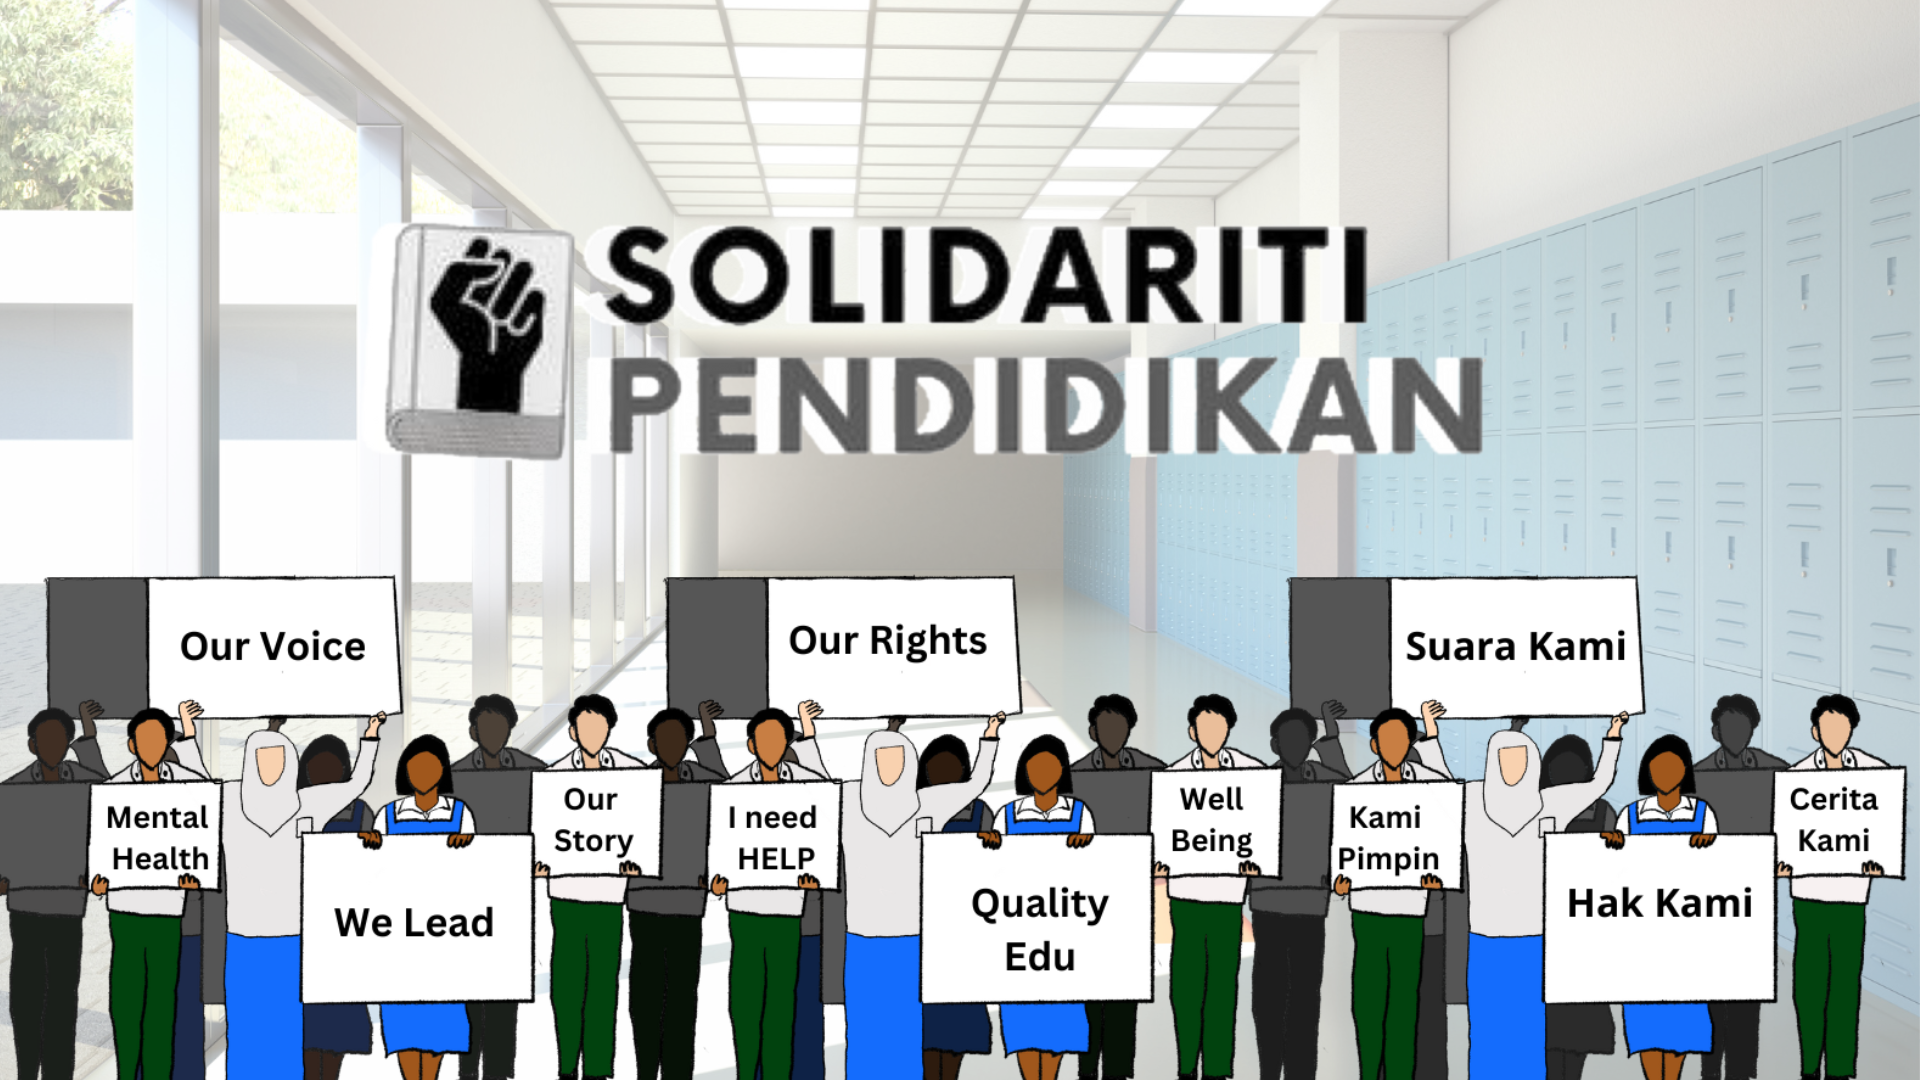 SOLIDARITI
PENDIDIKAN
Our Voice
Our Rights
Suara Kami
Mental
Health
Our
Story
I need
HELP
Well
Being
Kami
Pimpin
Cerita
Kami
We Lead
Quality
Edu
Hak Kami